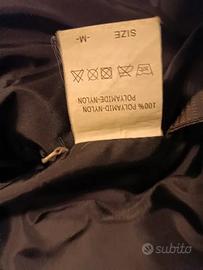 100% POLYAMID-NYLON
POLYAMIDE-NYLON
SIZE -M-
subito